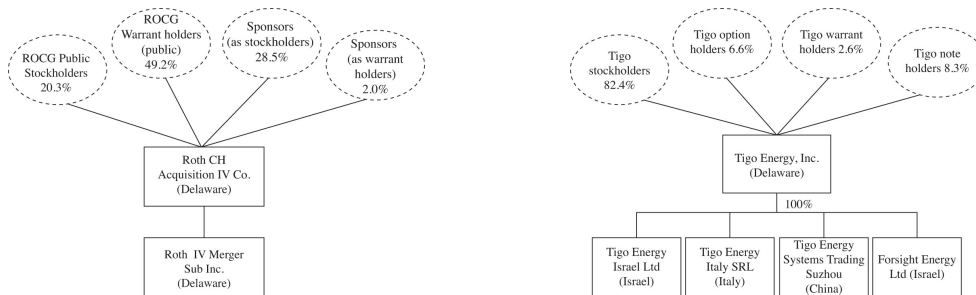 ROCG Public
Stockholders
20.3%
ROCG
Warrant holders
(public)
49.2%
Sponsors
(as stockholders)
28.5%
Sponsors
(as warrant
holders)
2.0%
Roth CH
Acquisition IV Co.
(Delaware)
Roth IV Merger
Sub Inc.
(Delaware)
Tigo
stockholders
82.4%
Tigo option
holders 6.6%
Tigo warrant
holders 2.6%
Tigo note
holders 8.3%
Tigo Energy, Inc.
(Delaware)
100%
Tigo Energy
Israel Ltd
(Israel)
Tigo Energy
Italy SRL
(Italy)
Tigo Energy
Systems Trading
Suzhou
(China)
Forsight Energy
Ltd (Israel)